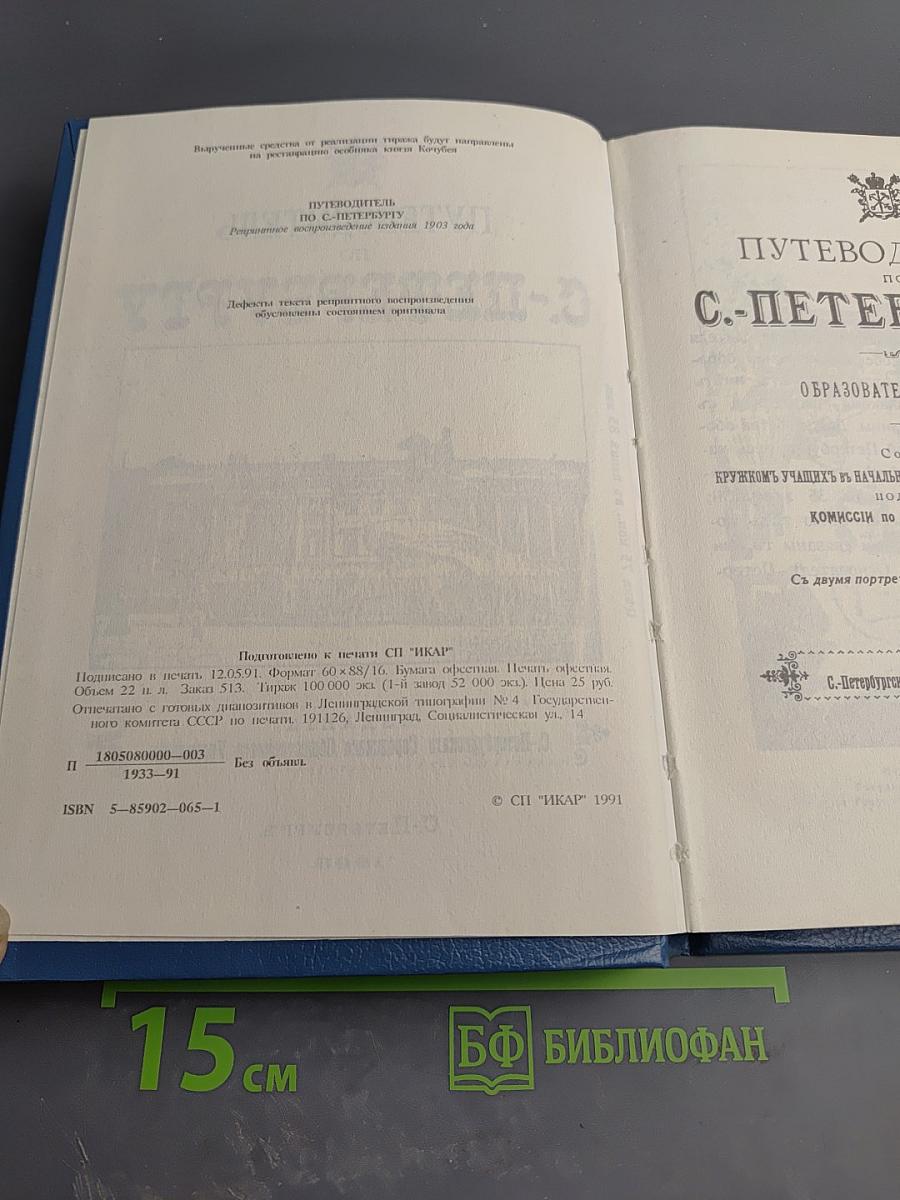 Вырученные средства от реализации тиража будут направлены
на реставрацию особняка князя Кочубея
ПУТЕВОДИТЕЛЬ
ПО С.-ПЕТЕРБУРГУ
Репринтное воспроизведение издания 1903 года
Дефекты текста репринтного воспроизведения
обусловлены состоянием оригинала
Подготовлено к печати СП "ИКАР"
Подписано в печать 12.05.91. Формат 60×88/16. Бумага офсетная. Печать офсетная.
Объем 22 п. л. Заказ 513. Тираж 100 000 экз. (1-й завод 52 000 экз.). Цена 25 руб.
Отпечатано с готовых диапозитивов в Ленинградской типографии № 4 Государствен-
ного комитета СССР по печати. 191126, Ленинград, Социалистическая ул., 14
П 1805080000—003 Без объявл.
1933—91
ISBN 5—85902—065—1
© СП "ИКАР" 1991
ПУТЕВОД
ПО
С.-ПЕТЕ
ОБРАЗОВАТЕ
Со
КРУЖКОМЪ УЧАЩИХЪ въ НАЧАЛЬН
под
КОМИССІИ по
Съ двумя портре
С.-Петербургск
15 см
БФ БИБЛИОФАН